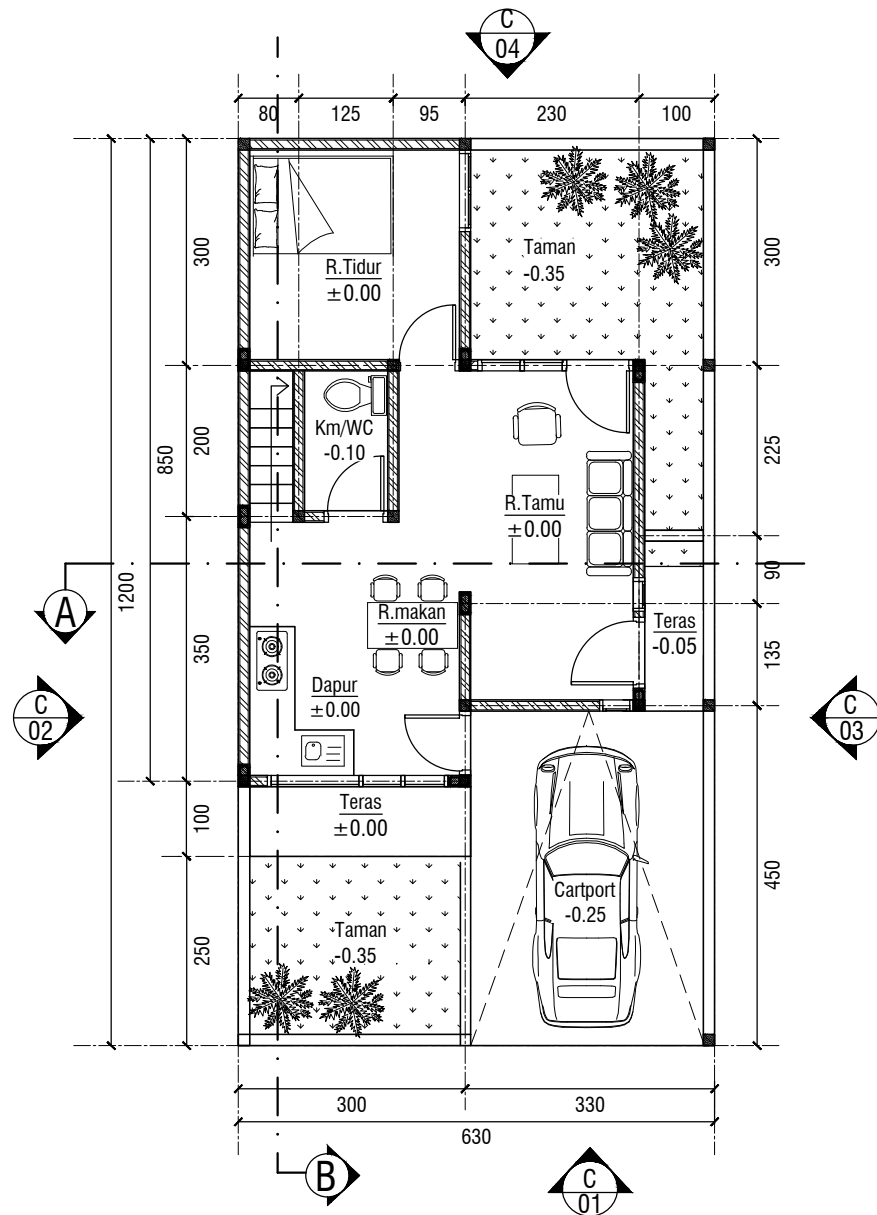 C
04
80
125
95
230
100
300
R.Tidur
±0.00
Taman
-0.35
300
1200
850
200
Km/WC
-0.10
R.Tamu
±0.00
225
A
90
350
R.makan
±0.00
Teras
-0.05
135
Dapur
±0.00
C
02
C
03
100
Teras
±0.00
450
Cartport
-0.25
250
Taman
-0.35
300
330
630
B
C
01